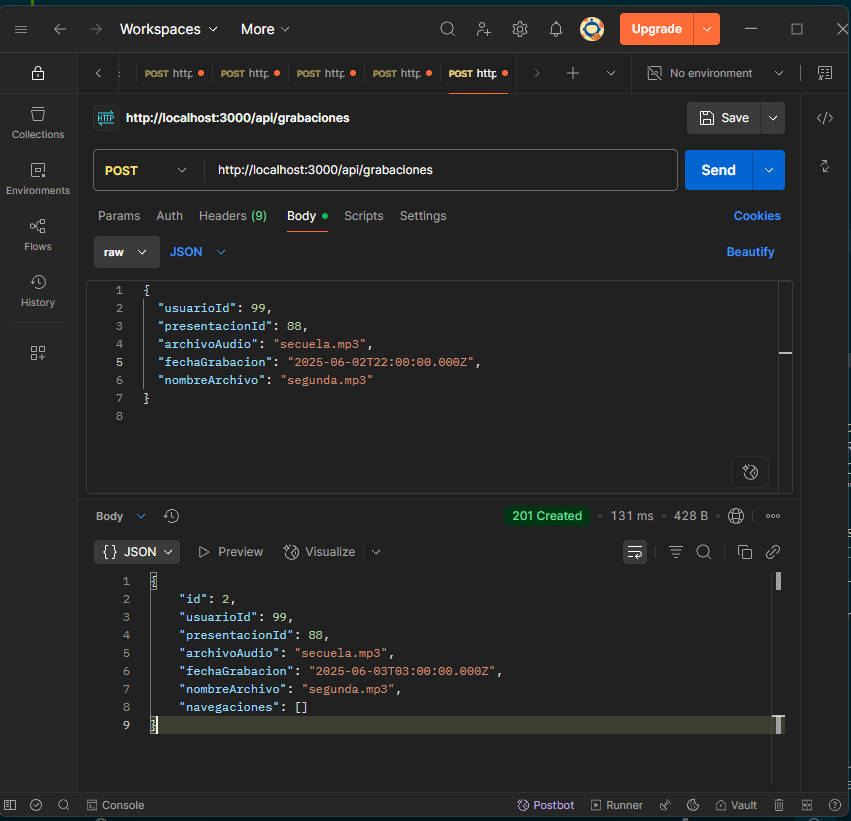 Workspaces More Upgrade
POST http POST http POST http POST http POST http No environment
HTTP http://localhost:3000/api/grabaciones Save
Collections
POST http://localhost:3000/api/grabaciones Send
Environments
Params Auth Headers (9) Body Scripts Settings Cookies
Flows
raw JSON Beautify
History
1 {
2 "usuarioId": 99,
3 "presentacionId": 88,
4 "archivoAudio": "secuela.mp3",
5 "fechaGrabacion": "2025-06-02T22:00:00.000Z",
6 "nombreArchivo": "segunda.mp3"
7 }
8
Body 201 Created 131 ms 428 B
{} JSON Preview Visualize
1 {
2 "id": 2,
3 "usuarioId": 99,
4 "presentacionId": 88,
5 "archivoAudio": "secuela.mp3",
6 "fechaGrabacion": "2025-06-03T03:00:00.000Z",
7 "nombreArchivo": "segunda.mp3",
8 "navegaciones": []
9 }
Console Postbot Runner Vault